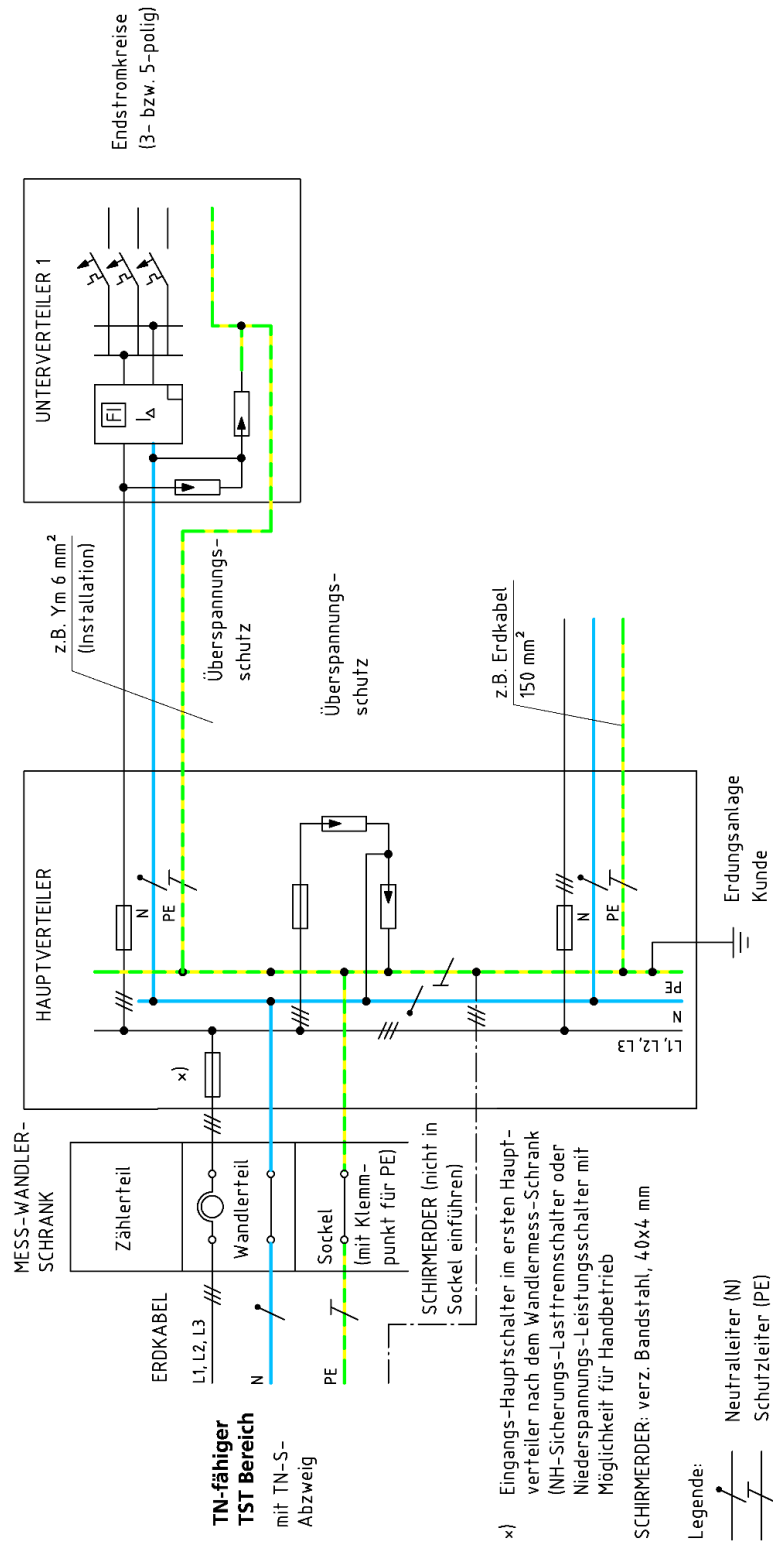 MESS-WANDLER-
SCHRANK
HAUPTVERTEILER
UNTERVERTEILER 1
Endstromkreise
(3- bzw. 5-polig)
z.B. Ym 6 mm²
(Installation)
FI
I∆
Zählerteil
x)
N
PE
ERDKABEL
L1, L2, L3
Wandlerteil
Überspannungs-
schutz
TN-fähiger
TST Bereich
mit TN-S-
Abzweig
N
PE
Sockel
(mit Klemm-
punkt für PE)
Überspannungs-
schutz
SCHIRMERDER (nicht in
Sockel einführen)
z.B. Erdkabel
150 mm²
N
PE
L1, L2, L3
N
PE
Erdungsanlage
Kunde
x) Eingangs-Hauptschalter im ersten Haupt-
verteiler nach dem Wandlermess-Schrank
(NH-Sicherungs-Lasttrennschalter oder
Niederspannungs-Leistungsschalter mit
Möglichkeit für Handbetrieb
SCHIRMERDER: verz. Bandstahl, 40x4 mm
Legende:
Neutralleiter (N)
Schutzleiter (PE)